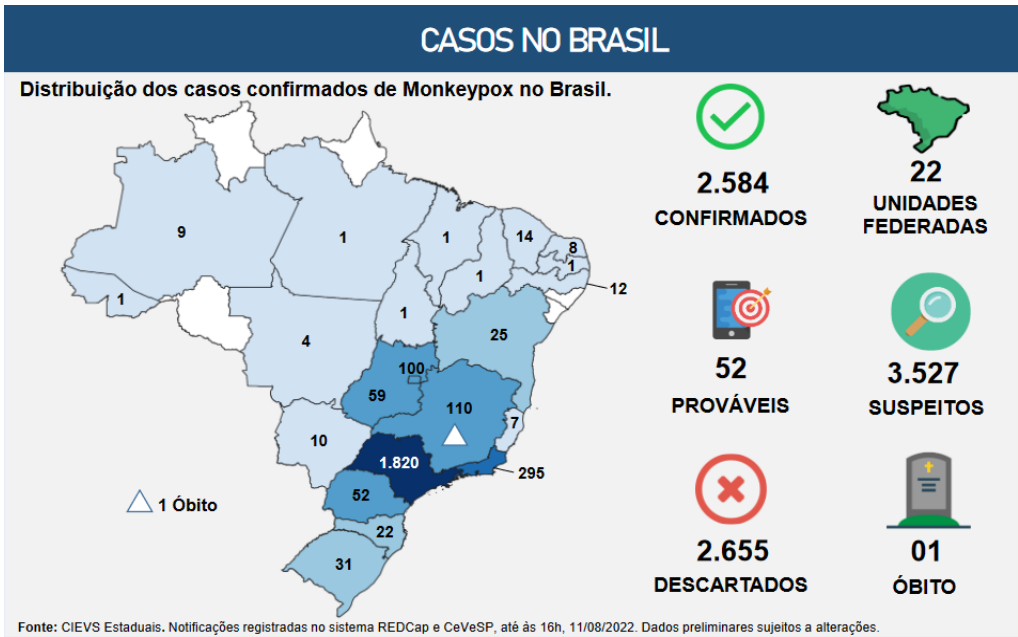 CASOS NO BRASIL
Distribuição dos casos confirmados de Monkeypox no Brasil.
9
1
1
14
8
1
1
12
1
1
4
25
100
59
110
7
10
1.820
295
52
22
31
1 Óbito
2.584
CONFIRMADOS
22
UNIDADES
FEDERADAS
52
PROVÁVEIS
3.527
SUSPEITOS
2.655
DESCARTADOS
01
ÓBITO
Fonte: CIEVS Estaduais. Notificações registradas no sistema REDCap e CeVeSP, até às 16h, 11/08/2022. Dados preliminares sujeitos a alterações.